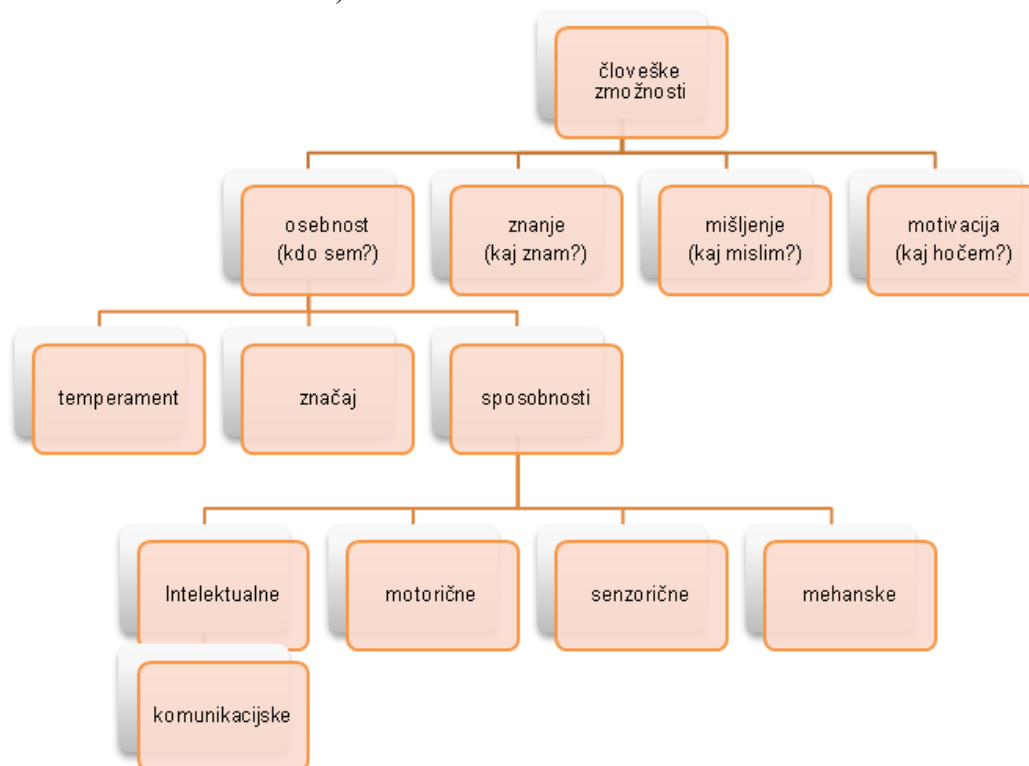 človeške
zmožnosti
osebnost
(kdo sem?)
znanje
(kaj znam?)
mišljenje
(kaj mislim?)
motivacija
(kaj hočem?)
temperament
značaj
sposobnosti
Intelektualne
motorične
senzorične
mehanske
komunikacijske